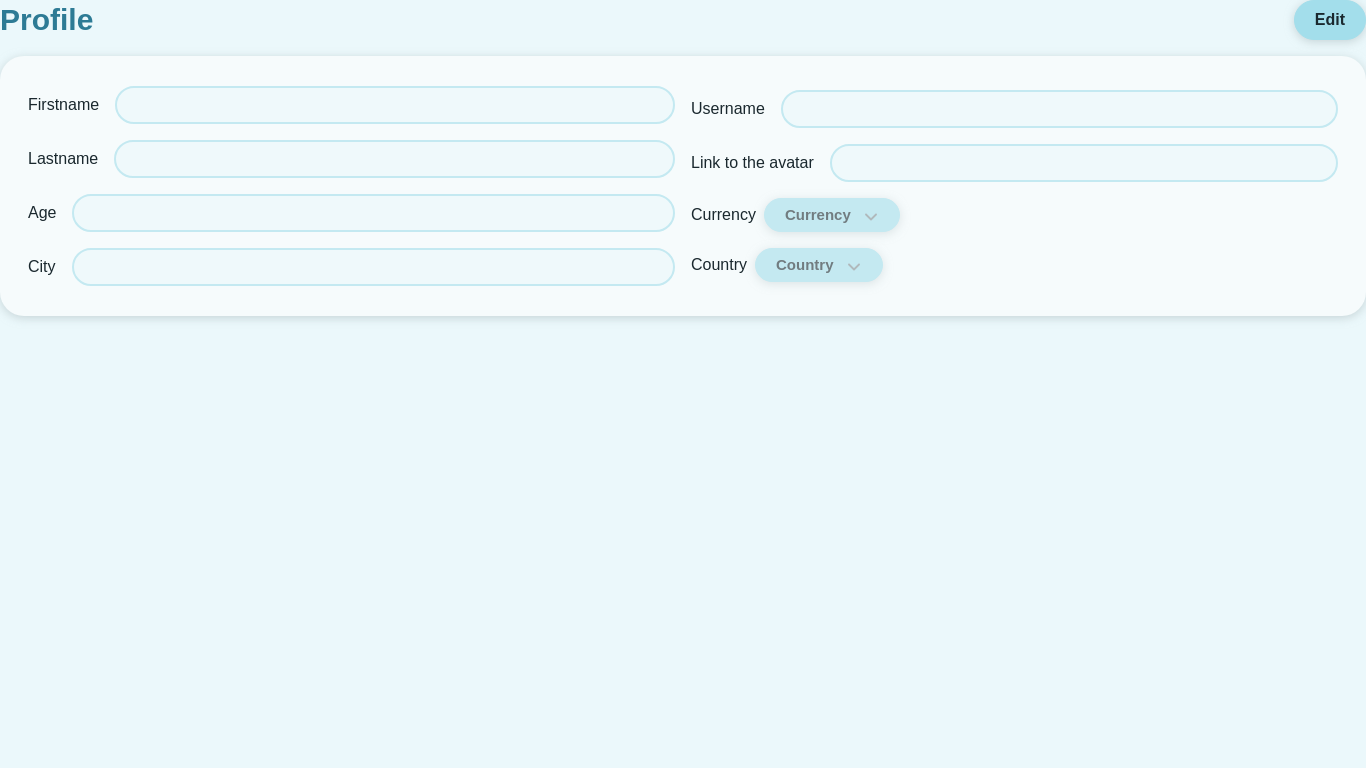 Profile
Edit
Firstname
Lastname
Age
City
Username
Link to the avatar
Currency Currency
Country Country